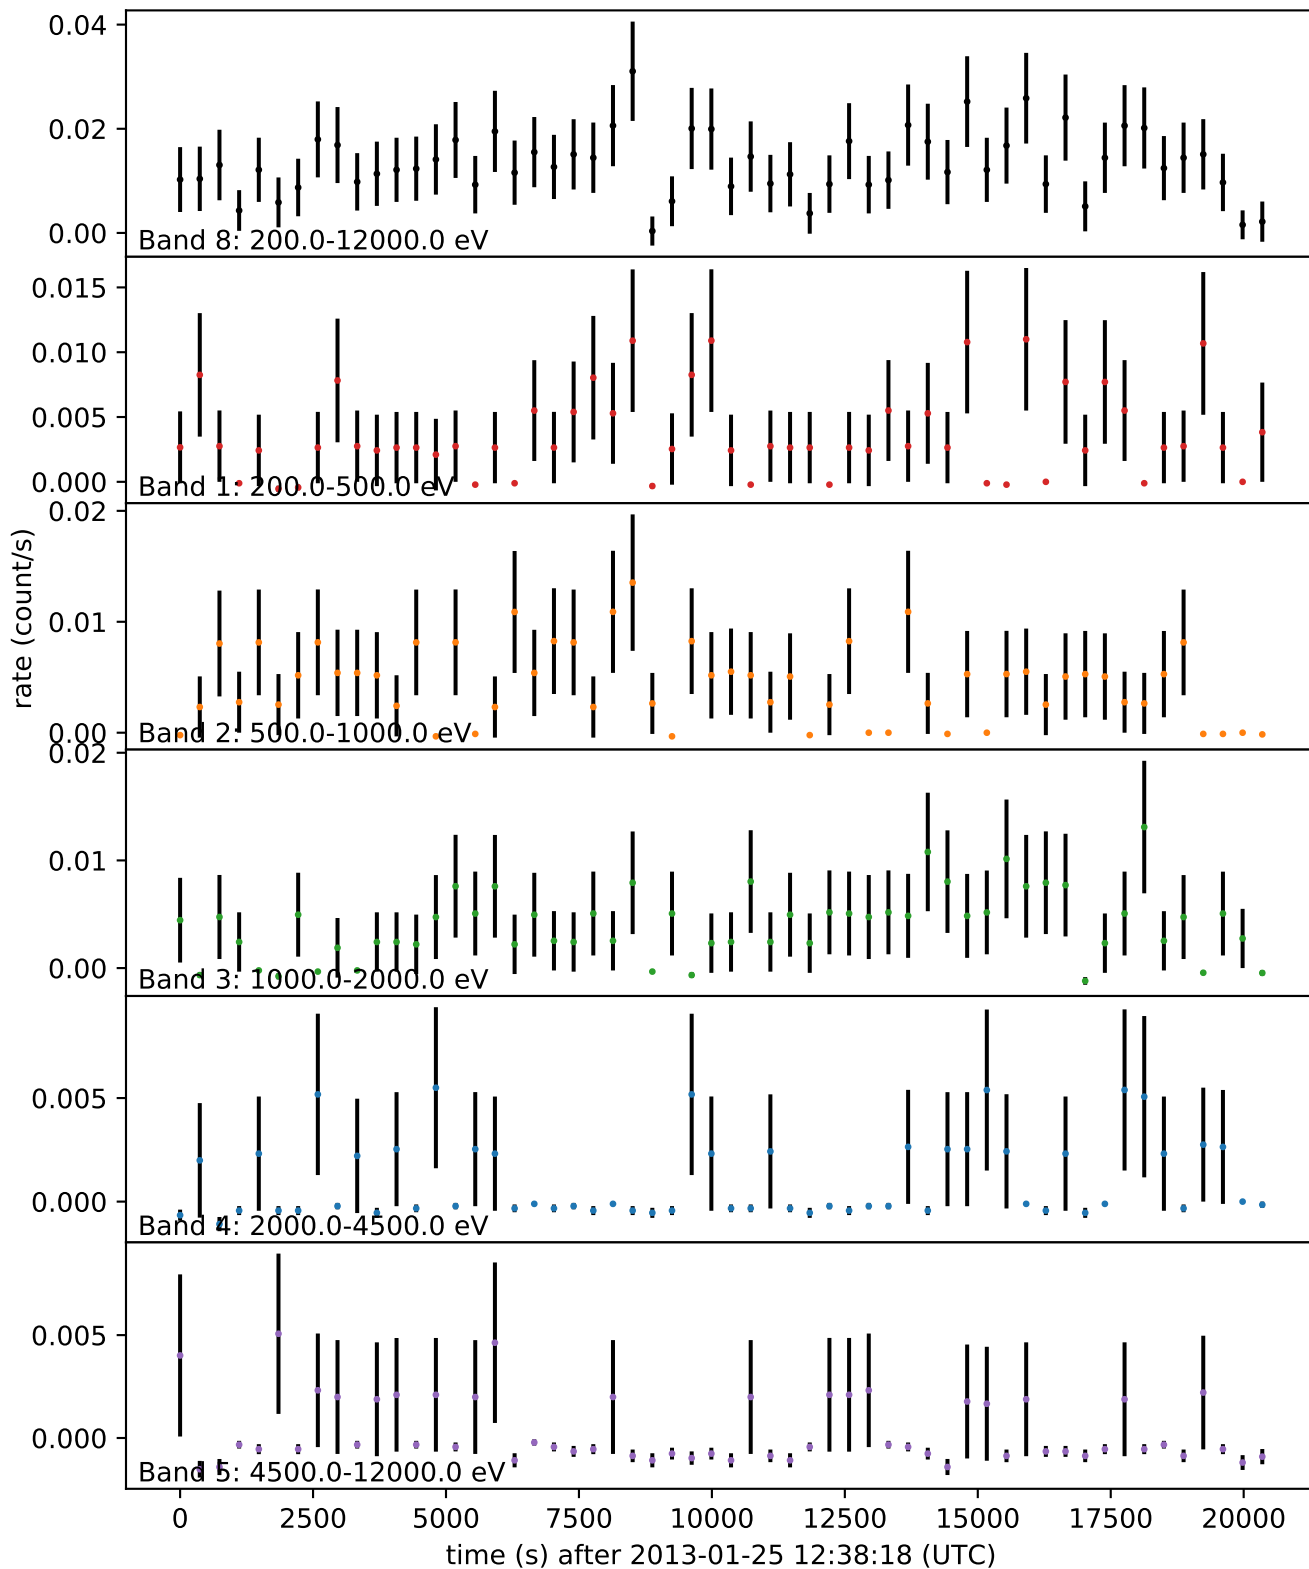 0.04
0.02
0.00
Band 8: 200.0-12000.0 eV
0.015
0.010
0.005
0.000
Band 1: 200.0-500.0 eV
rate (count/s)
0.02
0.01
0.00
Band 2: 500.0-1000.0 eV
0.02
0.01
0.00
Band 3: 1000.0-2000.0 eV
0.005
0.000
Band 4: 2000.0-4500.0 eV
0.005
0.000
Band 5: 4500.0-12000.0 eV
0 2500 5000 7500 10000 12500 15000 17500 20000
time (s) after 2013-01-25 12:38:18 (UTC)